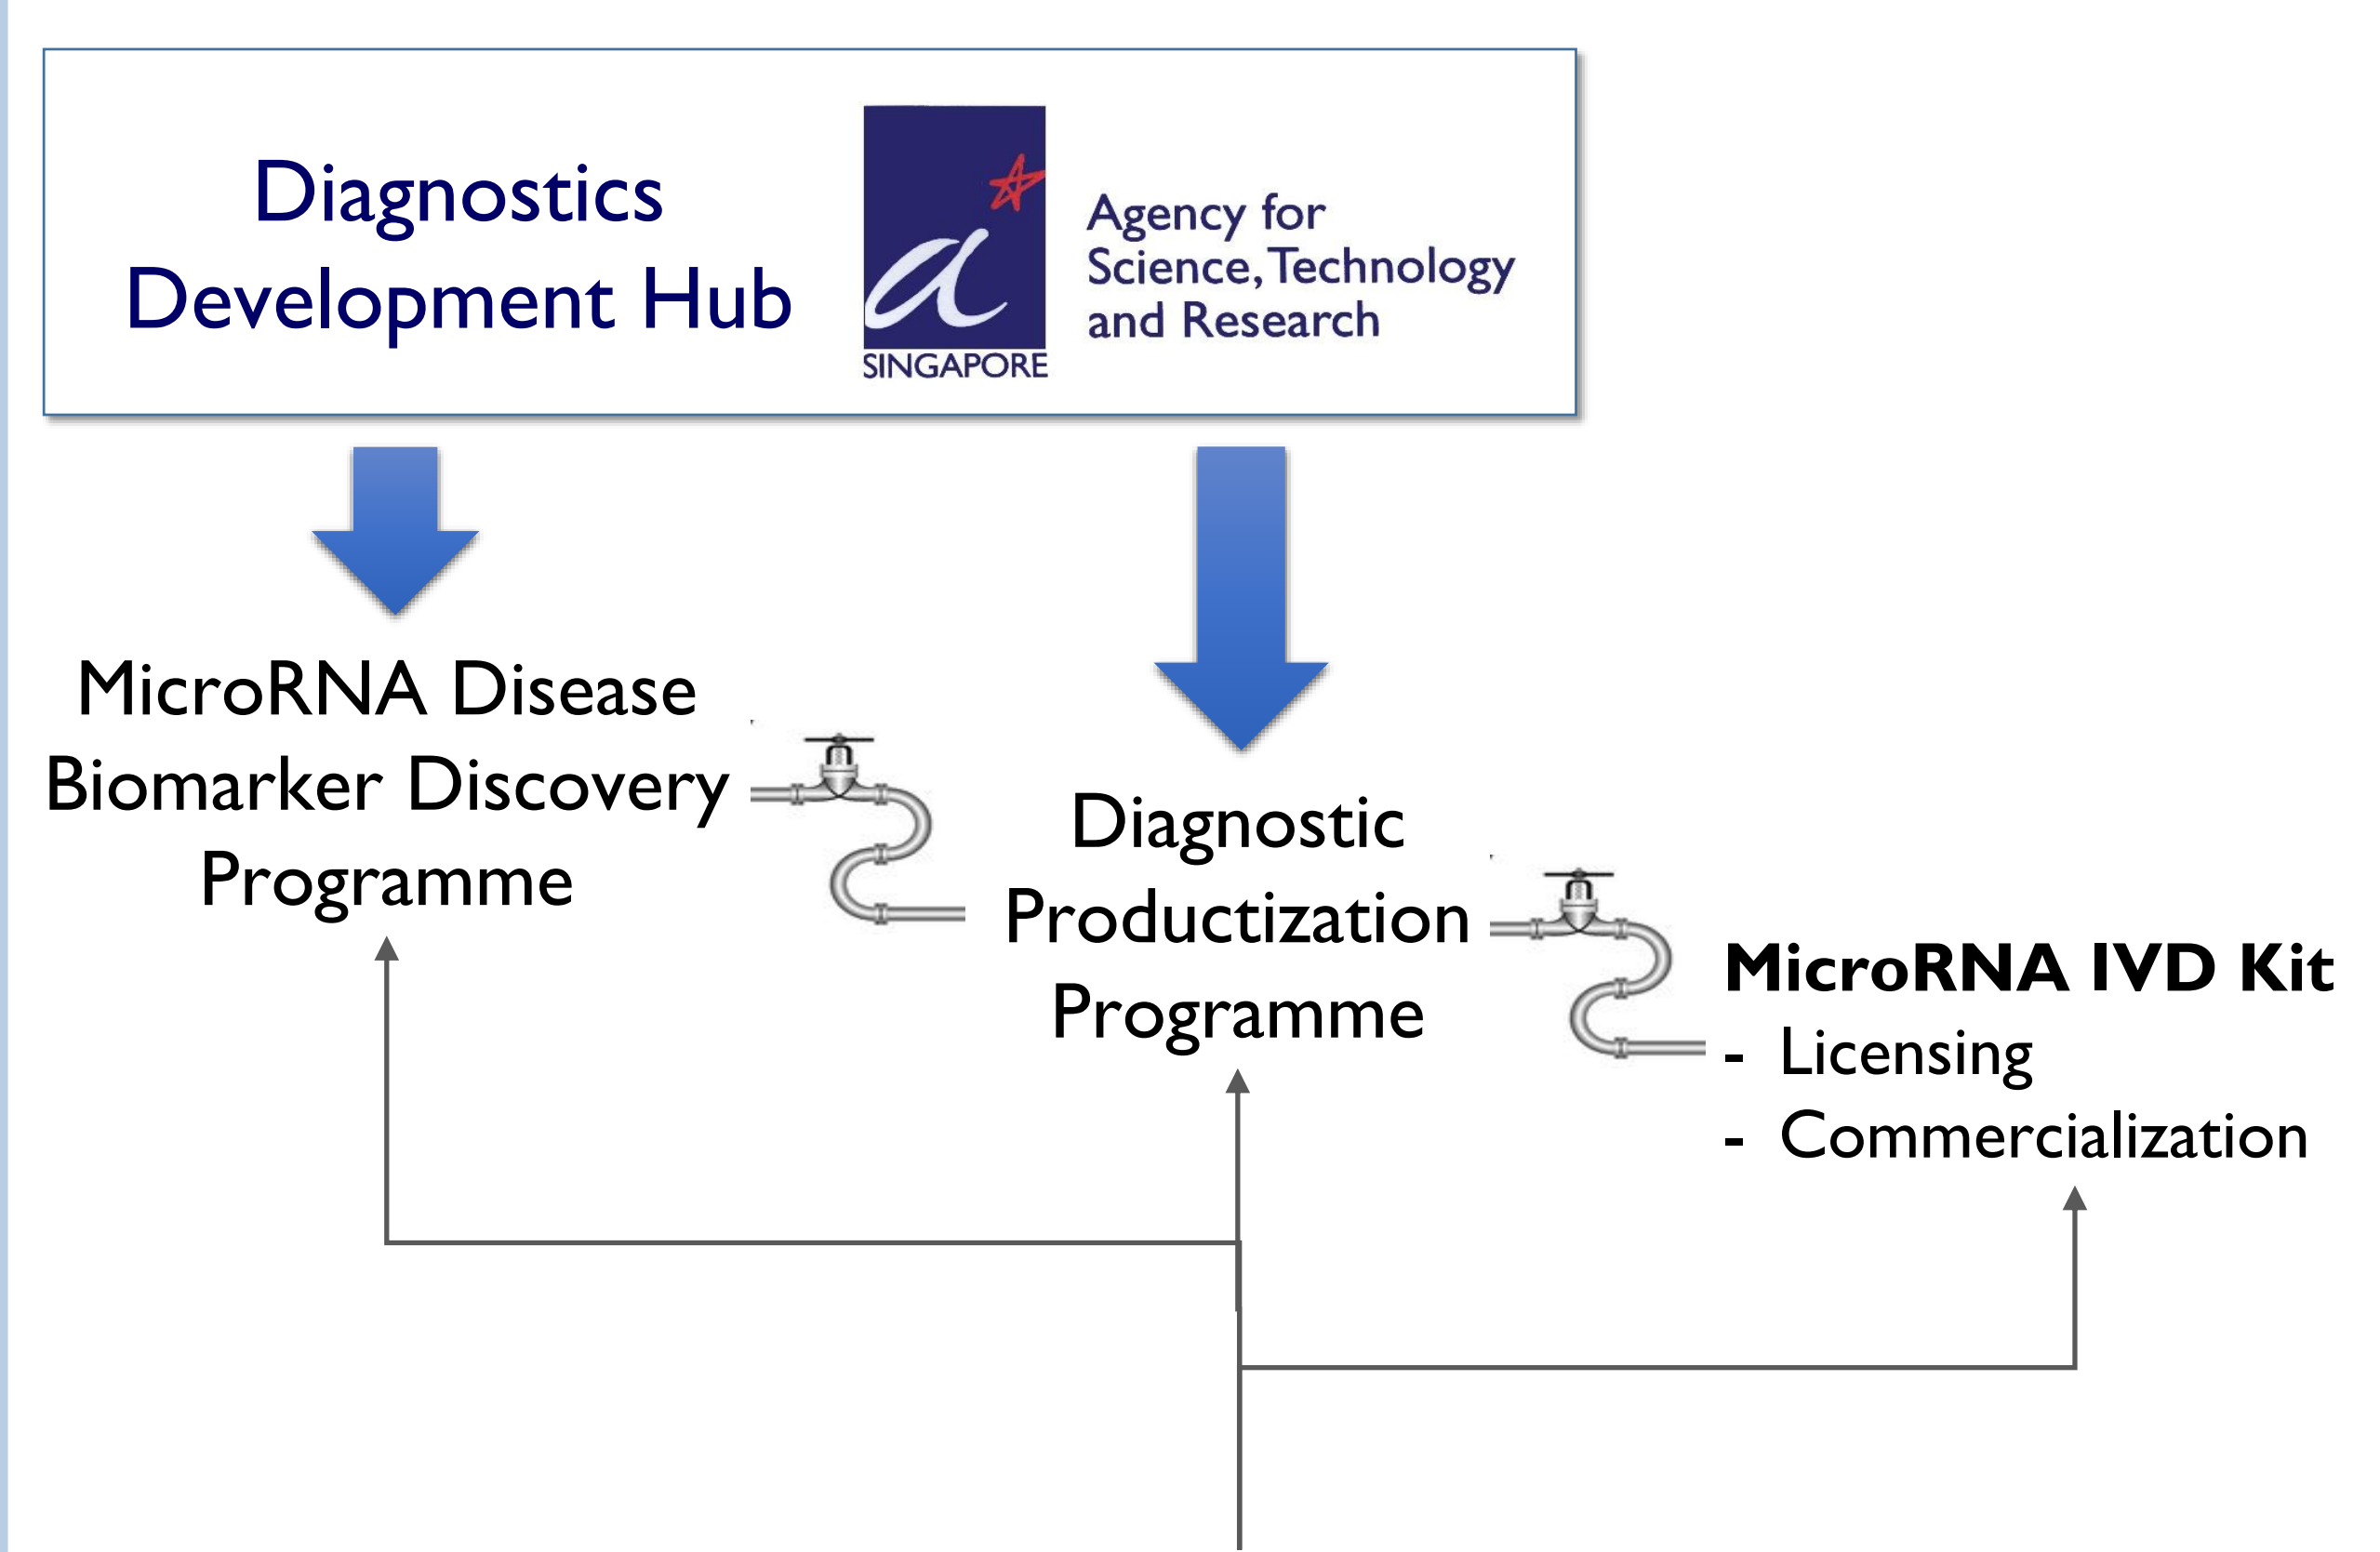 Diagnostics
Development Hub
SINGAPORE
Agency for
Science, Technology
and Research
MicroRNA Disease
Biomarker Discovery
Programme
Diagnostic
Productization
Programme
MicroRNA IVD Kit
- Licensing
- Commercialization